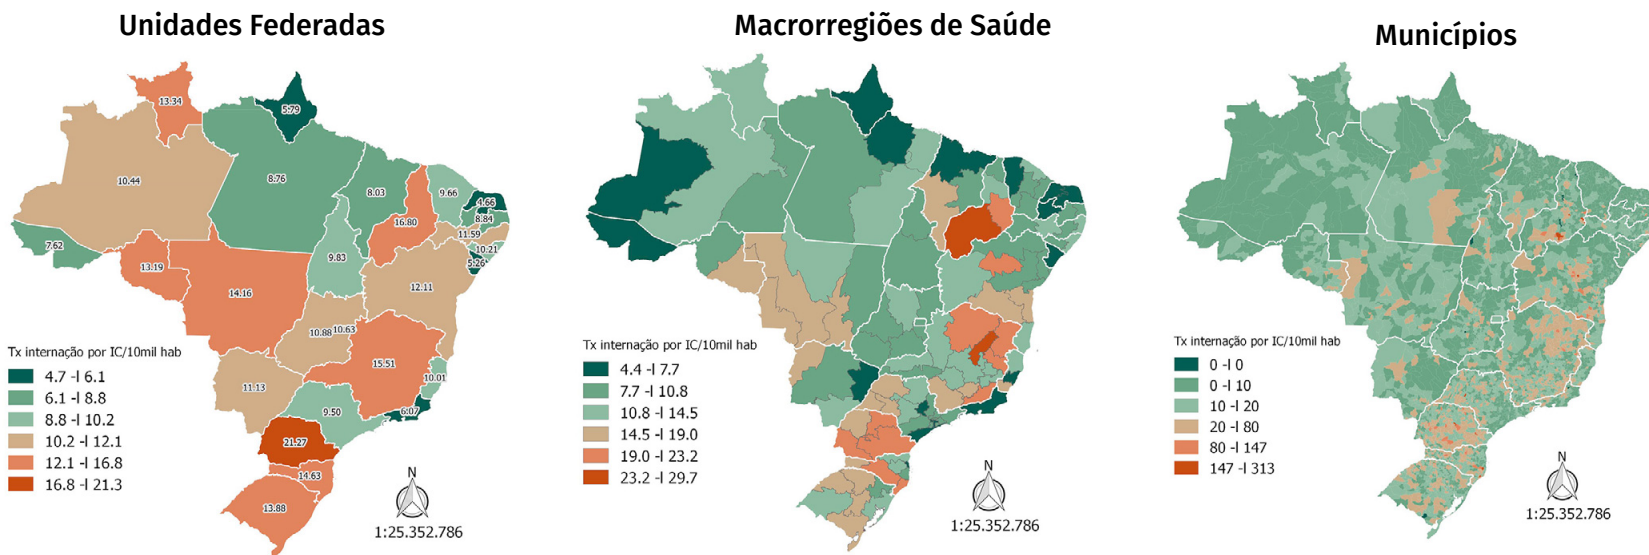 Unidades Federadas
13.34
5.79
10.44
8.76
8.03
9.66
4.66
8.84
16.80
11.59
10.21
5.26
7.62
9.83
13.19
12.11
14.16
10.88
10.63
15.51
11.13
10.01
9.50
6.07
21.27
14.63
13.88
Tx internação por IC/10mil hab
4.7 -I 6.1
6.1 -I 8.8
8.8 -I 10.2
10.2 -I 12.1
12.1 -I 16.8
16.8 -I 21.3
N
1:25.352.786
Macrorregiões de Saúde
Tx internação por IC/10mil hab
4.4 -I 7.7
7.7 -I 10.8
10.8 -I 14.5
14.5 -I 19.0
19.0 -I 23.2
23.2 -I 29.7
N
1:25.352.786
Municípios
Tx internação por IC/10mil hab
0 -I 0
0 -I 10
10 -I 20
20 -I 80
80 -I 147
147 -I 313
N
1:25.352.786